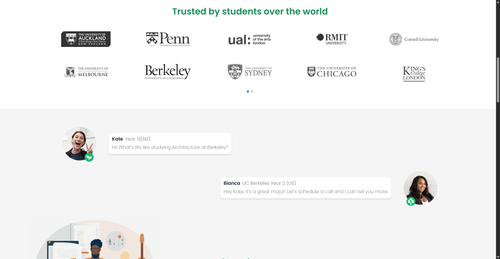 Trusted by students over the world
THE UNIVERSITY OF
AUCKLAND
NEW ZEALAND
Penn
UNIVERSITY OF PENNSYLVANIA
ual:
university
of the arts
london
RMIT
UNIVERSITY
Cornell University
THE UNIVERSITY OF
MELBOURNE
Berkeley
UNIVERSITY OF CALIFORNIA
THE UNIVERSITY OF
SYDNEY
THE UNIVERSITY OF
CHICAGO
KING'S
College
LONDON
Kate Year 12(NZ)
Hi! What's life like studying Architecture at Berkeley?
Bianca UC Berkeley Year 2 (US)
Hey Kate, it's a great major! Let's schedule a call and I can tell you more.